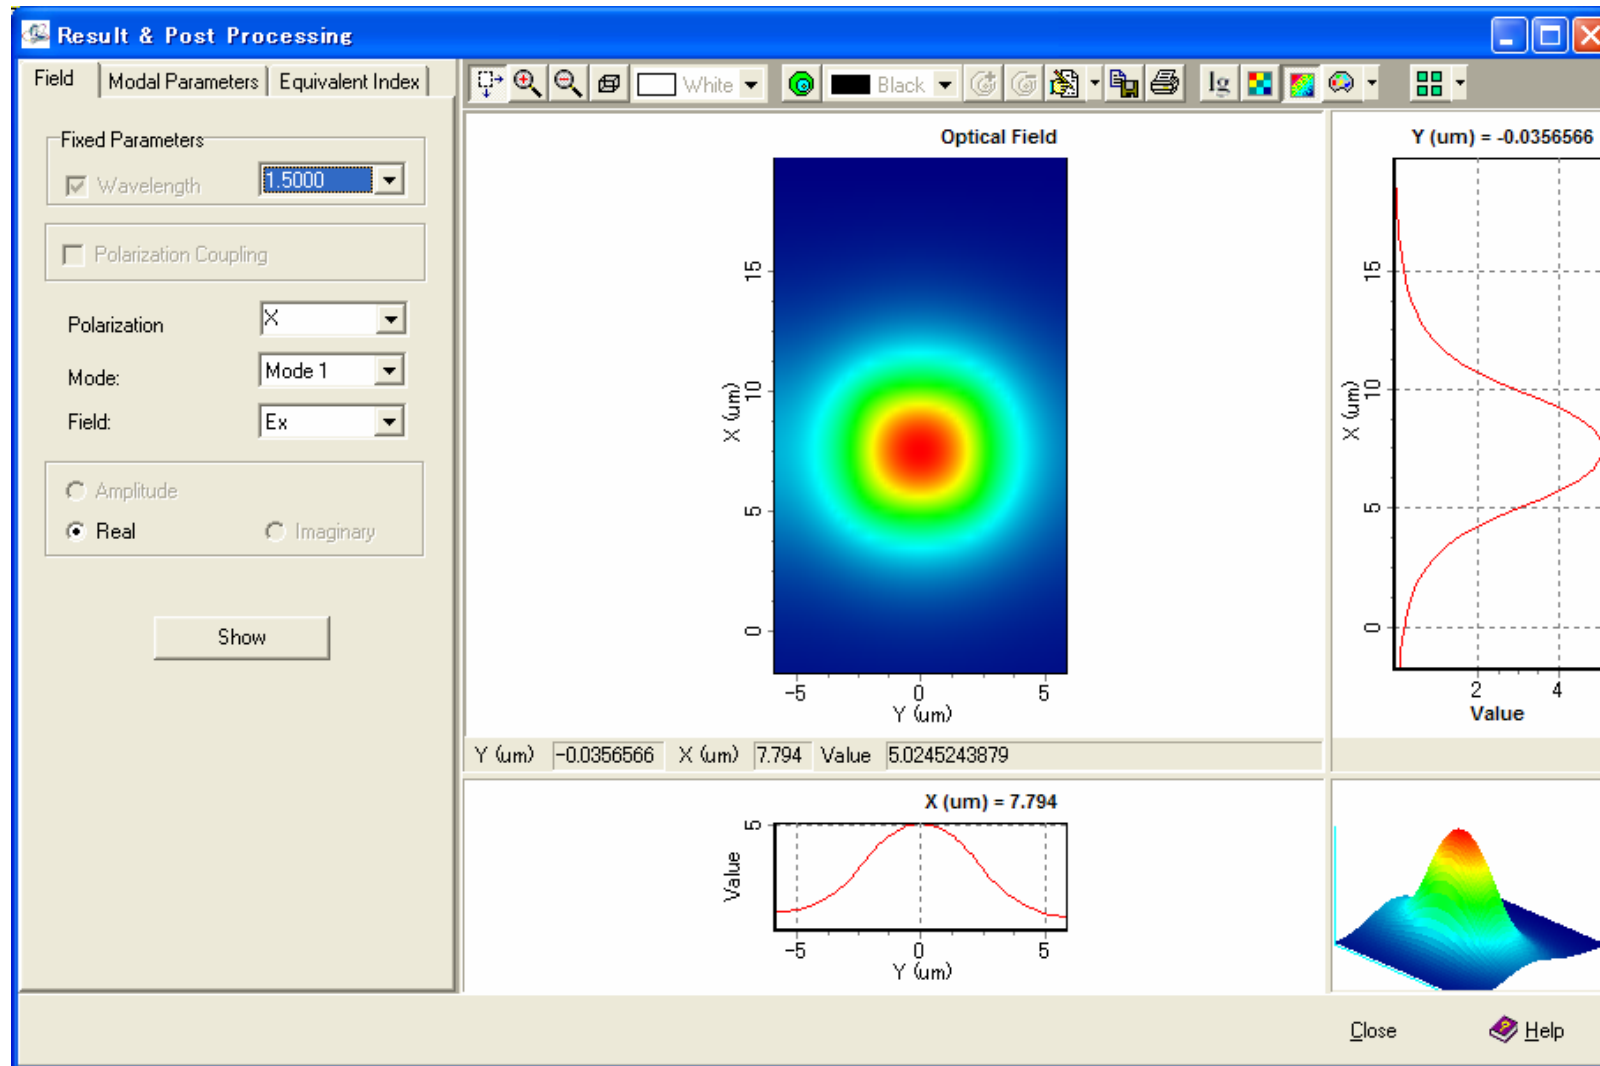 Result & Post Processing
Field
Modal Parameters
Equivalent Index
White
Black
lg
Fixed Parameters
Wavelength
1.5000
Polarization Coupling
Polarization
X
Mode:
Mode 1
Field:
Ex
Amplitude
Real
Imaginary
Show
Optical Field
X (um)
15
10
5
0
-5
0
5
Y (um)
Y (um) = -0.0356566
X (um)
15
10
5
0
2
4
Value
Y (um)
-0.0356566
X (um)
7.794
Value
5.0245243879
X (um) = 7.794
Value
5
-5
0
5
Y (um)
Close
Help